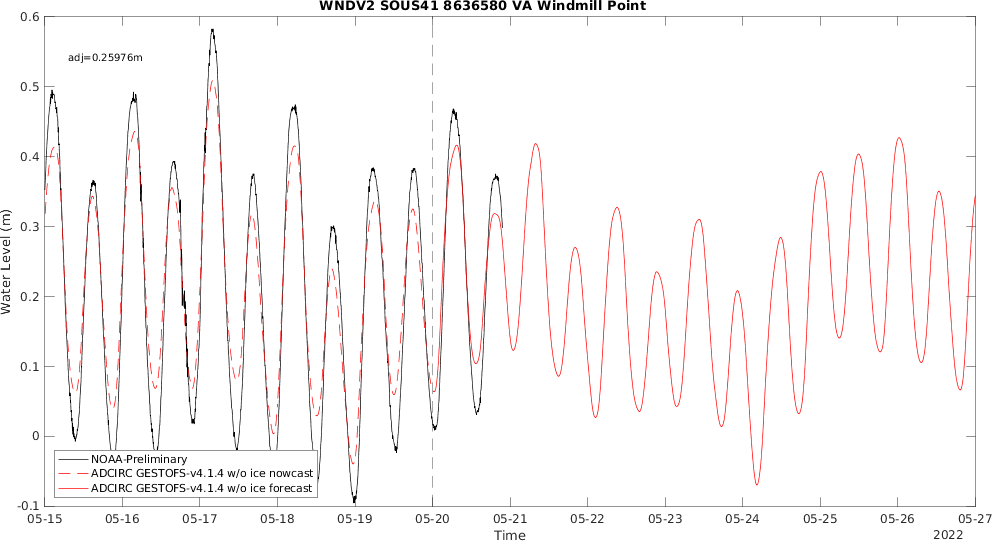 WNDV2 SOUS41 8636580 VA Windmill Point
adj=0.25976m
Water Level (m)
0.6
0.5
0.4
0.3
0.2
0.1
0
-0.1
NOAA-Preliminary
ADCIRC GESTOFS-v4.1.4 w/o ice nowcast
ADCIRC GESTOFS-v4.1.4 w/o ice forecast
05-15 05-16 05-17 05-18 05-19 05-20 05-21 05-22 05-23 05-24 05-25 05-26 05-27
Time
2022